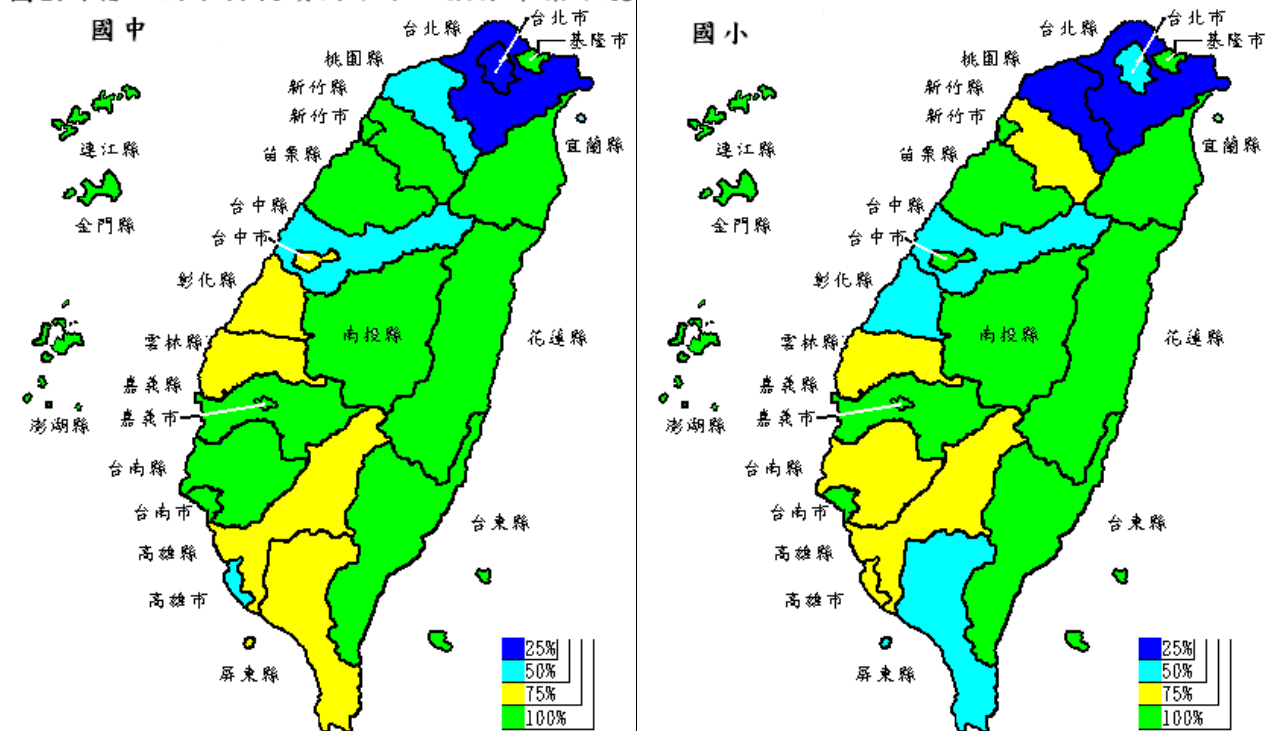 國中
台北縣
台北市
基隆市
桃園縣
新竹縣
新竹市
苗栗縣
宜蘭縣
連江縣
金門縣
台中縣
台中市
彰化縣
南投縣
花蓮縣
雲林縣
嘉義縣
嘉義市
澎湖縣
台南縣
台南市
台東縣
高雄縣
高雄市
屏東縣
25%
50%
75%
100%
國小
台北縣
台北市
基隆市
桃園縣
新竹縣
新竹市
苗栗縣
宜蘭縣
連江縣
金門縣
台中縣
台中市
彰化縣
南投縣
花蓮縣
雲林縣
嘉義縣
嘉義市
澎湖縣
台南縣
台南市
台東縣
高雄縣
高雄市
屏東縣
25%
50%
75%
100%